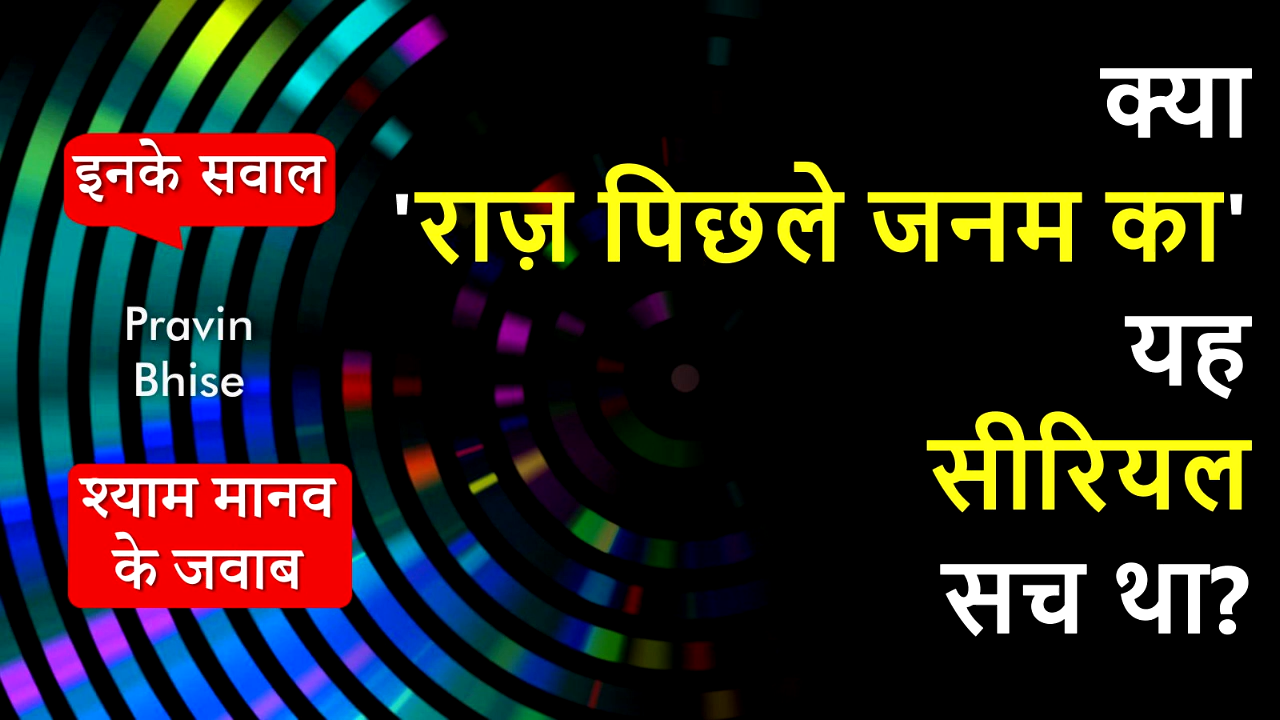 इनके सवाल
Pravin
Bhise
श्याम मानव
के जवाब
क्या
'राज़ पिछले जनम का'
यह
सीरियल
सच था?